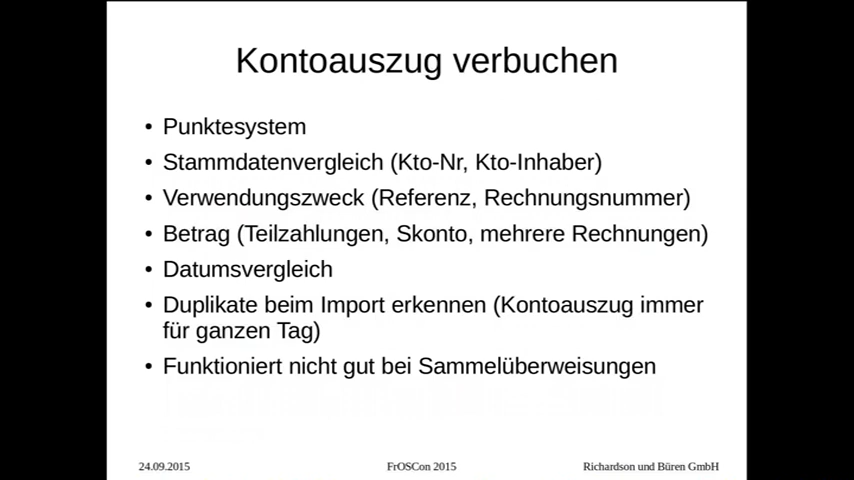 Kontoauszug verbuchen
• Punktesystem
• Stammdatenvergleich (Kto-Nr, Kto-Inhaber)
• Verwendungszweck (Referenz, Rechnungsnummer)
• Betrag (Teilzahlungen, Skonto, mehrere Rechnungen)
• Datumsvergleich
• Duplikate beim Import erkennen (Kontoauszug immer
für ganzen Tag)
• Funktioniert nicht gut bei Sammelüberweisungen
24.09.2015 FrOSCon 2015 Richardson und Büren GmbH